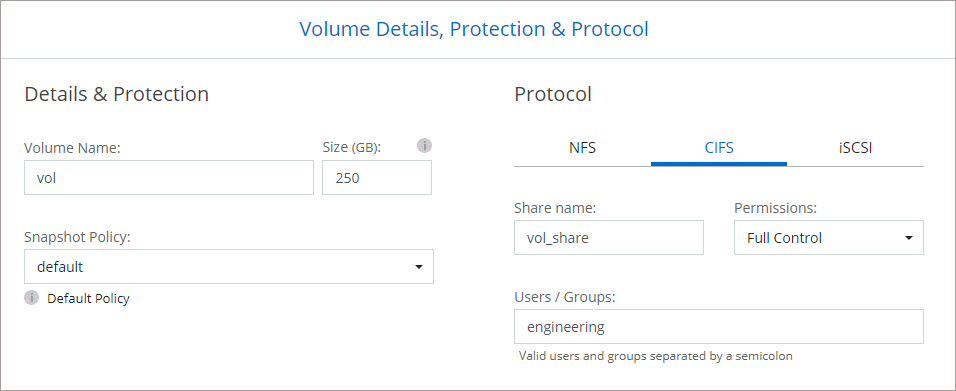 Volume Details, Protection & Protocol
Details & Protection
Volume Name:
Size (GB):
i
vol
250
Snapshot Policy:
default
i Default Policy
Protocol
NFS
CIFS
iSCSI
Share name:
Permissions:
vol_share
Full Control
Users / Groups:
engineering
Valid users and groups separated by a semicolon